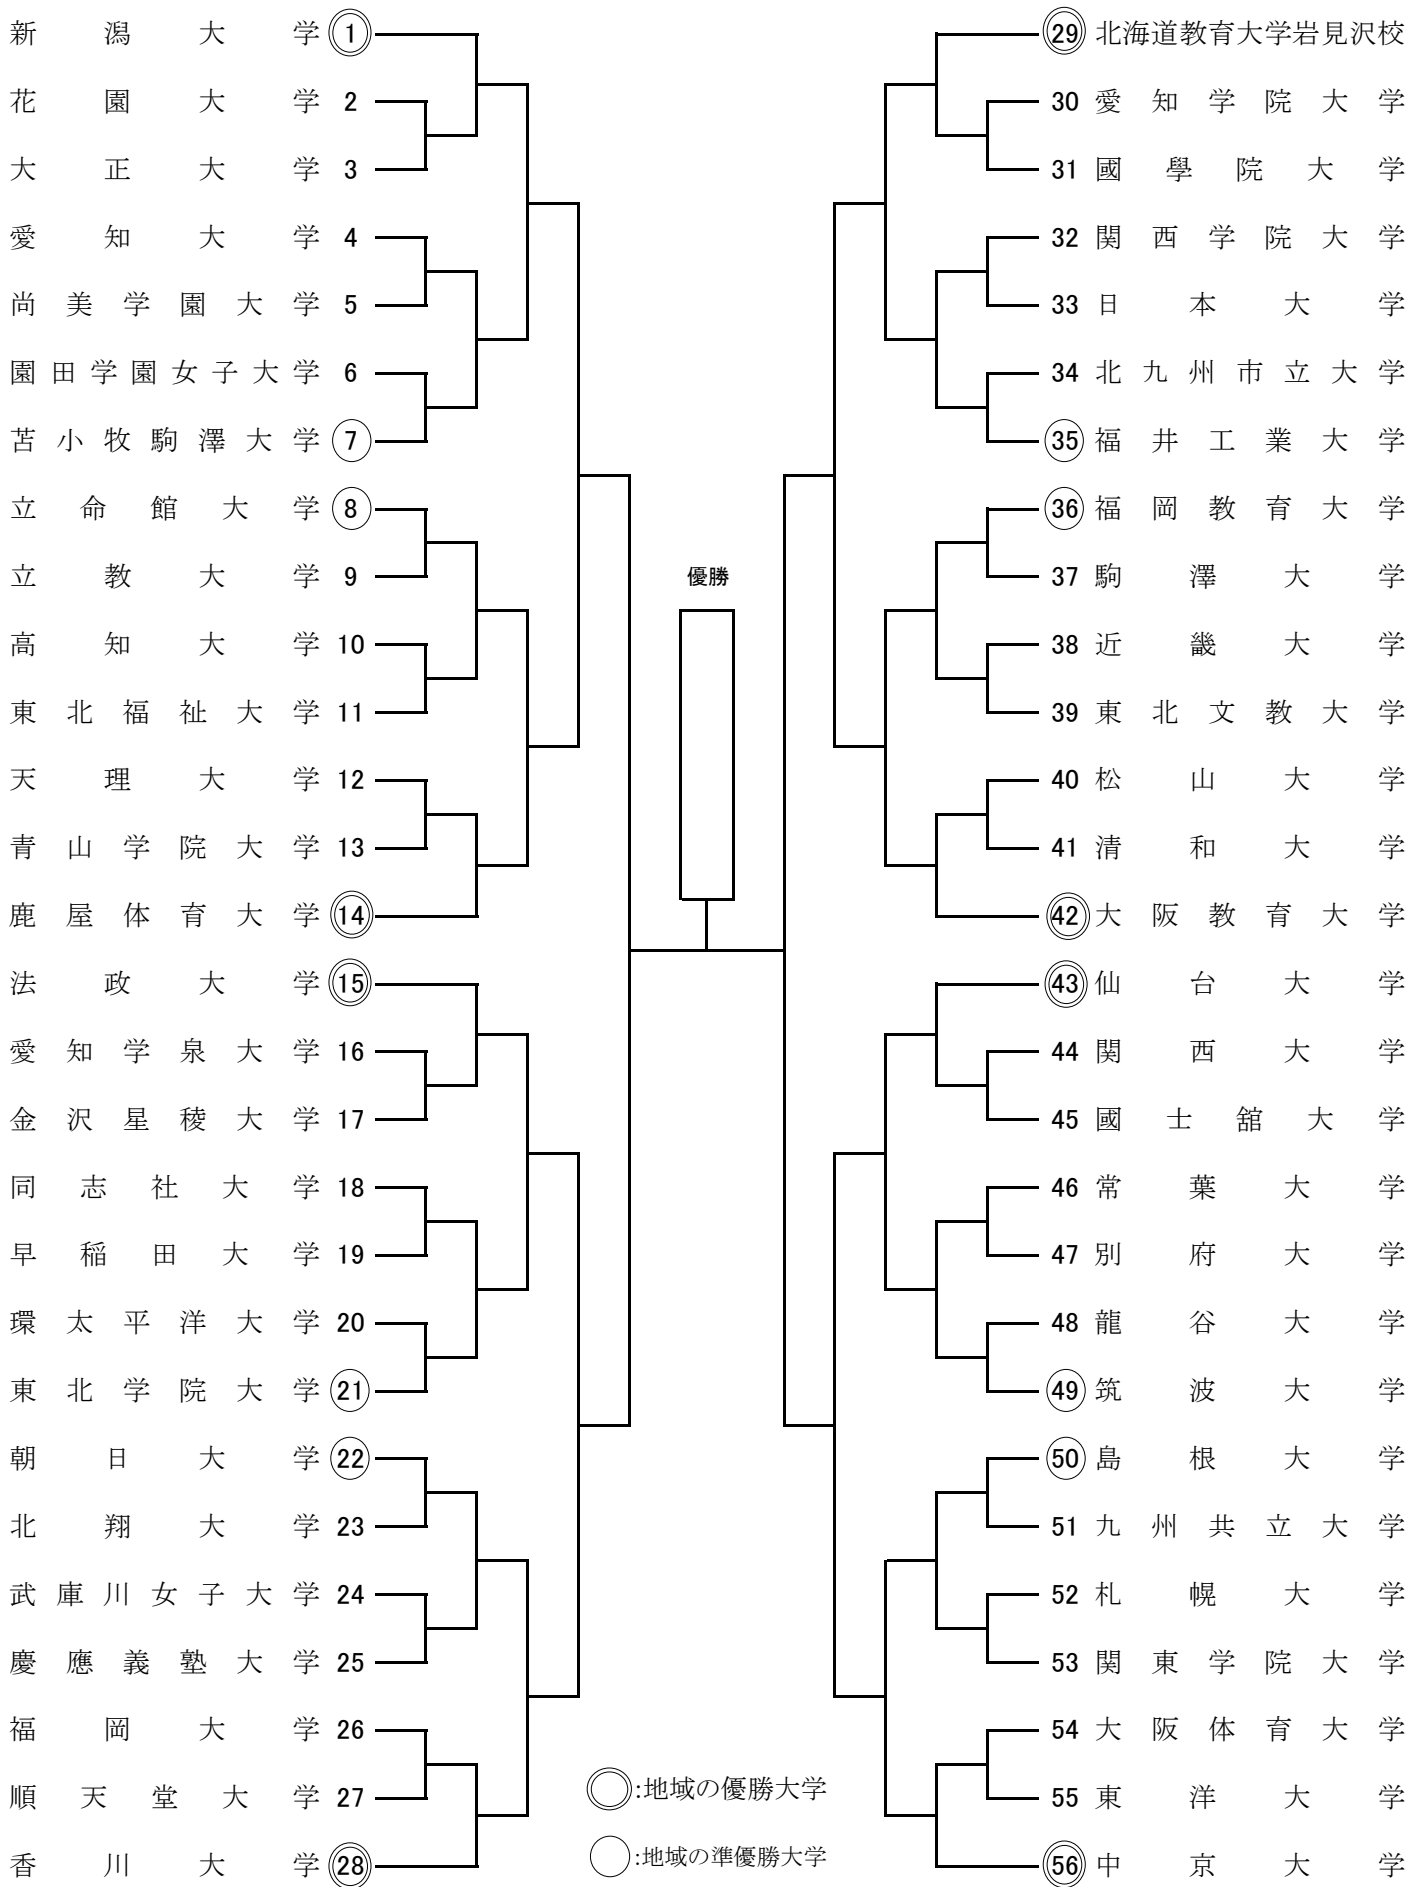 新潟大学 1
花園大学 2
大正大学 3
愛知大学 4
尚美学園大学 5
園田学園女子大学 6
苫小牧駒澤大学 7
立命館大学 8
立教大学 9
高知大学 10
東北福祉大学 11
天理大学 12
青山学院大学 13
鹿屋体育大学 14
法政大学 15
愛知学泉大学 16
金沢星稜大学 17
同志社大学 18
早稲田大学 19
環太平洋大学 20
東北学院大学 21
朝日大学 22
北翔大学 23
武庫川女子大学 24
慶應義塾大学 25
福岡大学 26
順天堂大学 27
香川大学 28
優勝
◎:地域の優勝大学
○:地域の準優勝大学
29 北海道教育大学岩見沢校
30 愛知学院大学
31 國學院大学
32 関西学院大学
33 日本大学
34 北九州市立大学
35 福井工業大学
36 福岡教育大学
37 駒澤大学
38 近畿大学
39 東北文教大学
40 松山大学
41 清和大学
42 大阪教育大学
43 仙台大学
44 関西大学
45 國士舘大学
46 常葉大学
47 別府大学
48 龍谷大学
49 筑波大学
50 島根大学
51 九州共立大学
52 札幌大学
53 関東学院大学
54 大阪体育大学
55 東洋大学
56 中京大学